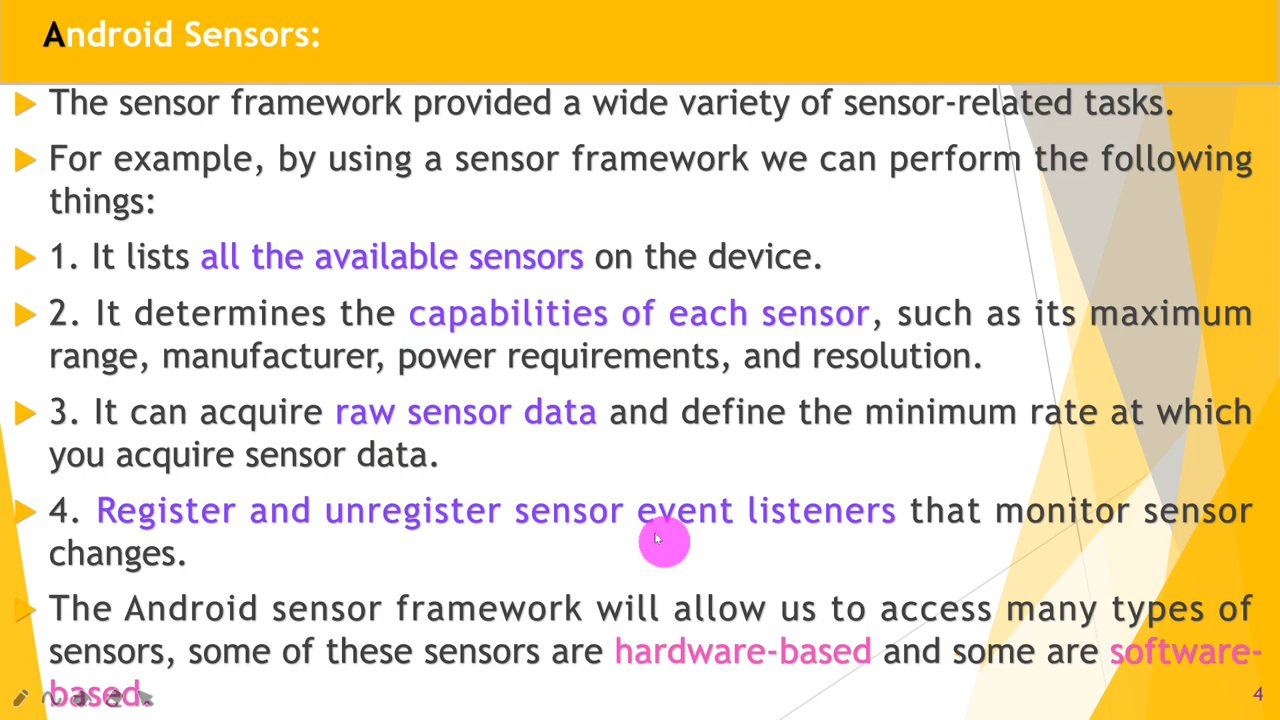 Android Sensors:
The sensor framework provided a wide variety of sensor-related tasks.
For example, by using a sensor framework we can perform the following
things:
1. It lists all the available sensors on the device.
2. It determines the capabilities of each sensor, such as its maximum
range, manufacturer, power requirements, and resolution.
3. It can acquire raw sensor data and define the minimum rate at which
you acquire sensor data.
4. Register and unregister sensor event listeners that monitor sensor
changes.
The Android sensor framework will allow us to access many types of
sensors, some of these sensors are hardware-based and some are software-
based.
4